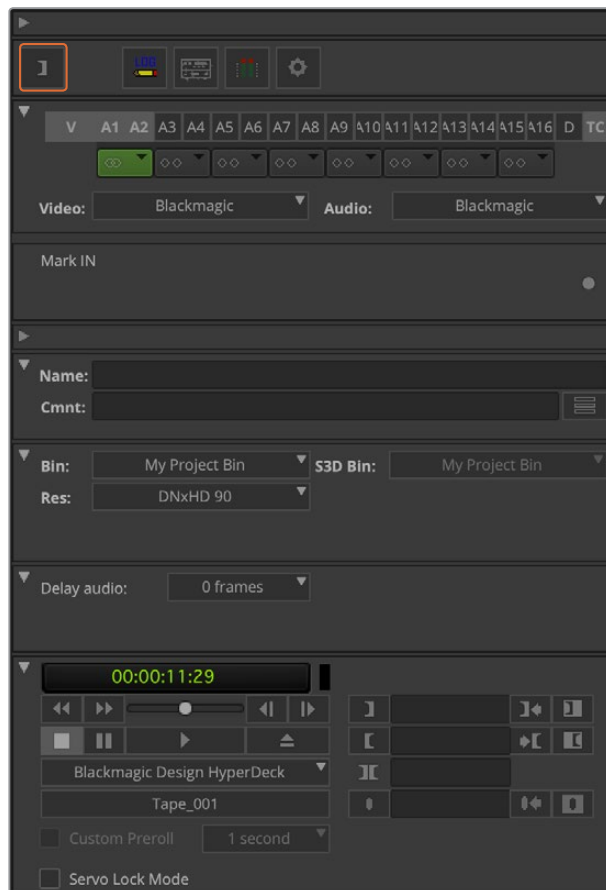 LOG
V A1 A2 A3 A4 A5 A6 A7 A8 A9 A10 A11 A12 A13 A14 A15 A16 D TC
Video: Blackmagic Audio: Blackmagic
Mark IN
Name:
Cmnt:
Bin: My Project Bin S3D Bin: My Project Bin
Res: DNxHD 90
Delay audio: 0 frames
00:00:11:29
Blackmagic Design HyperDeck
Tape_001
Custom Preroll 1 second
Servo Lock Mode